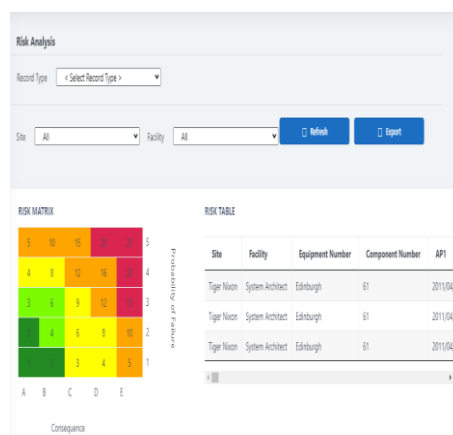 Risk Analysis
Record Type < Select Record Type >
Site All Facility All Refresh Export
RISK MATRIX
5 10 15 20 25 5
4 8 12 16 20 4
3 6 9 12 15 3
2 4 6 8 10 2
1 2 3 4 5 1
A B C D E
Consequence
Probability of Failure
RISK TABLE
Site Facility Equipment Number Component Number AP1
Tiger Nixon System Architect Edinburgh 61 2011/04
Tiger Nixon System Architect Edinburgh 61 2011/04
Tiger Nixon System Architect Edinburgh 61 2011/04